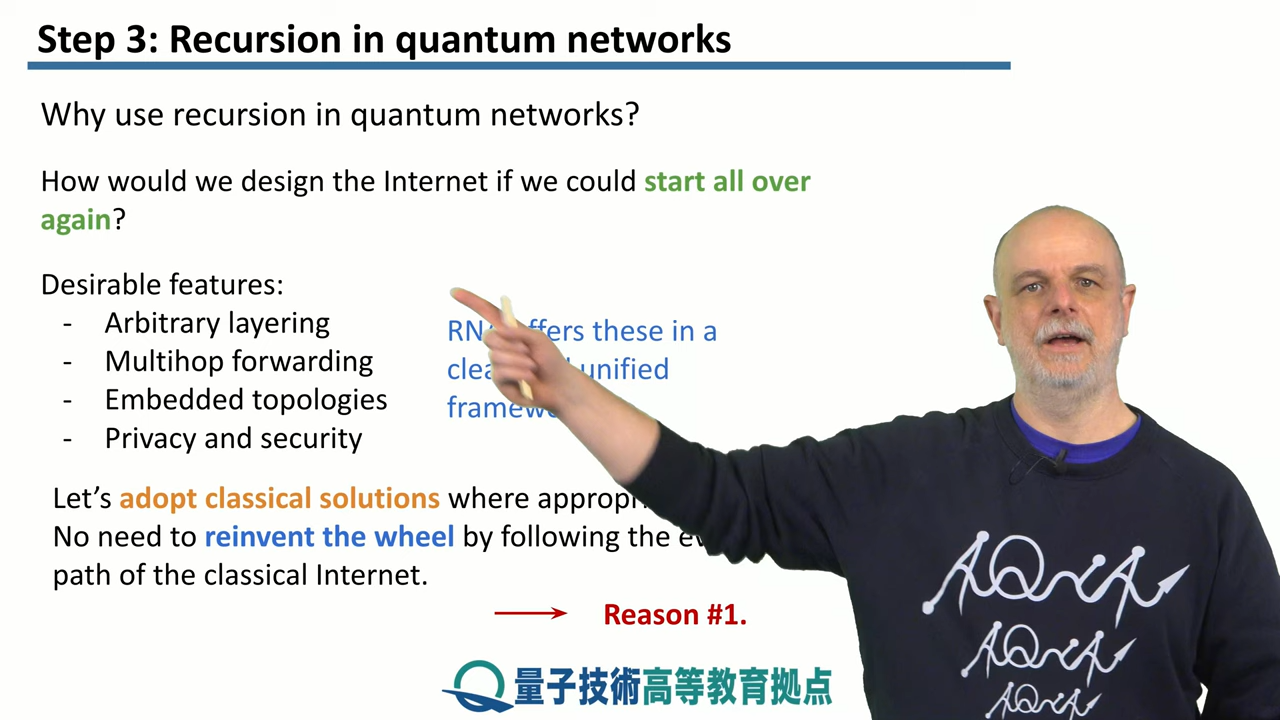 Step 3: Recursion in quantum networks
Why use recursion in quantum networks?
How would we design the Internet if we could start all over
again?
Desirable features:
- Arbitrary layering
- Multihop forwarding
- Embedded topologies
- Privacy and security
these in a
unified
Let's adopt classical solutions where
No need to reinvent the wheel by following the
path of the classical Internet.
Reason #1.
量子技術高等教育拠点
AQUA
AQUA
AQUA